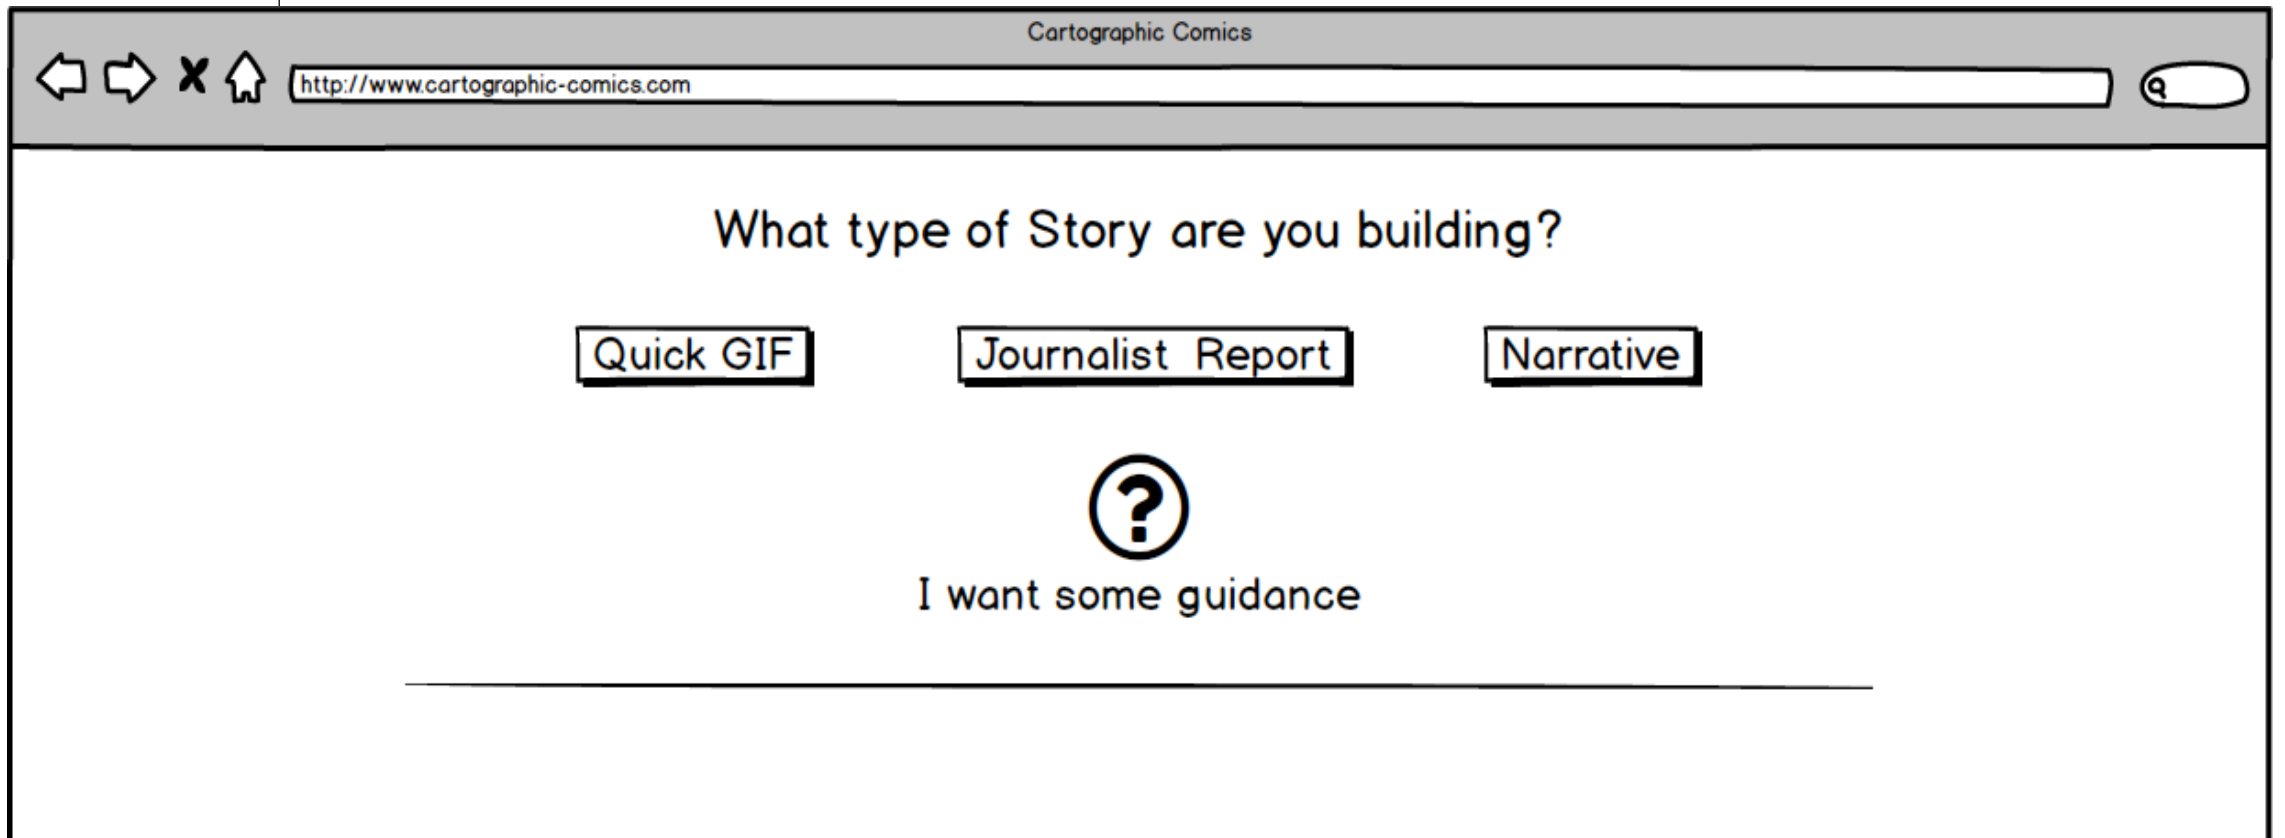 Cartographic Comics
http://www.cartographic-comics.com
What type of Story are you building?
Quick GIF Journalist Report Narrative
?
I want some guidance